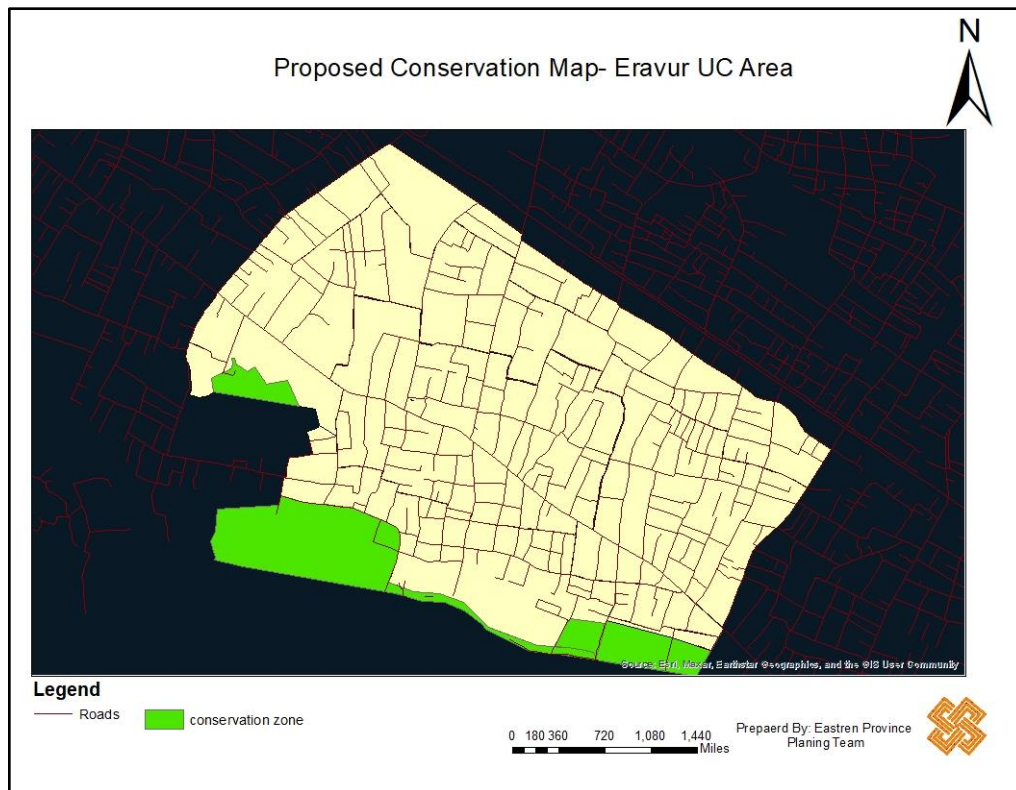 N
Proposed Conservation Map- Eravur UC Area
Source: Esri, Maxar, Earthstar Geographics, and the GIS User Community
Legend
Roads
conservation zone
0 180 360 720 1,080 1,440
Miles
Prepaerd By: Eastren Province
Planing Team